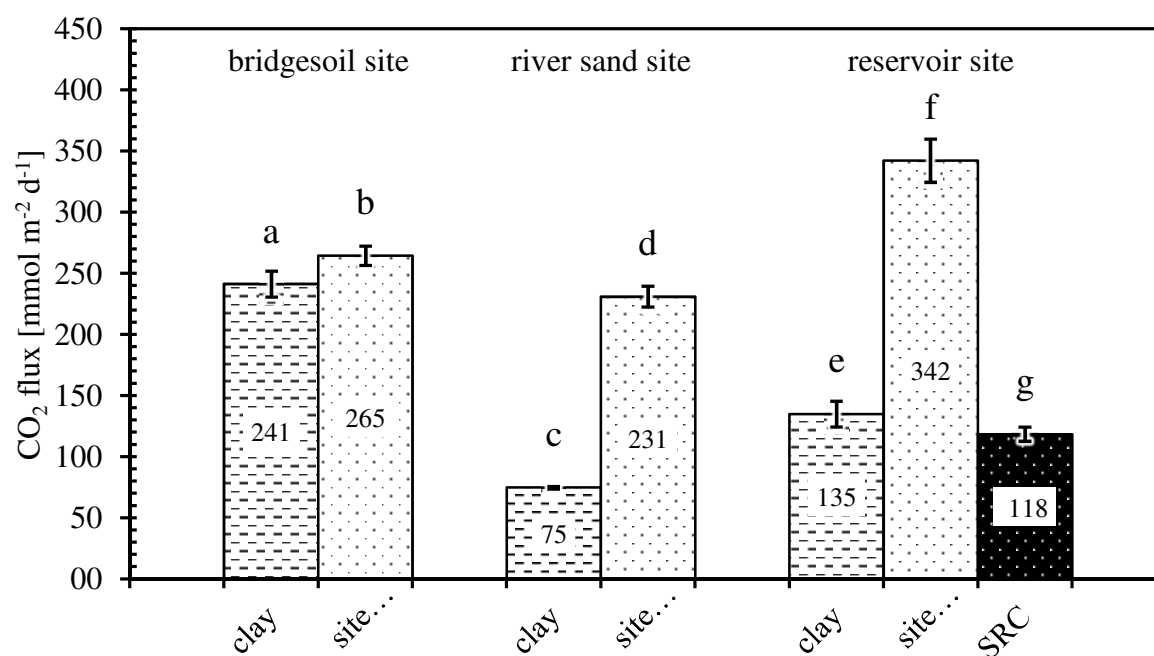 CO2 flux [mmol m-2 d-1]
450
400
350
300
250
200
150
100
50
00
bridgesoil site
river sand site
reservoir site
a
b
c
d
e
f
g
241
265
75
231
135
342
118
clay
site…
clay
site…
clay
site…
SRC